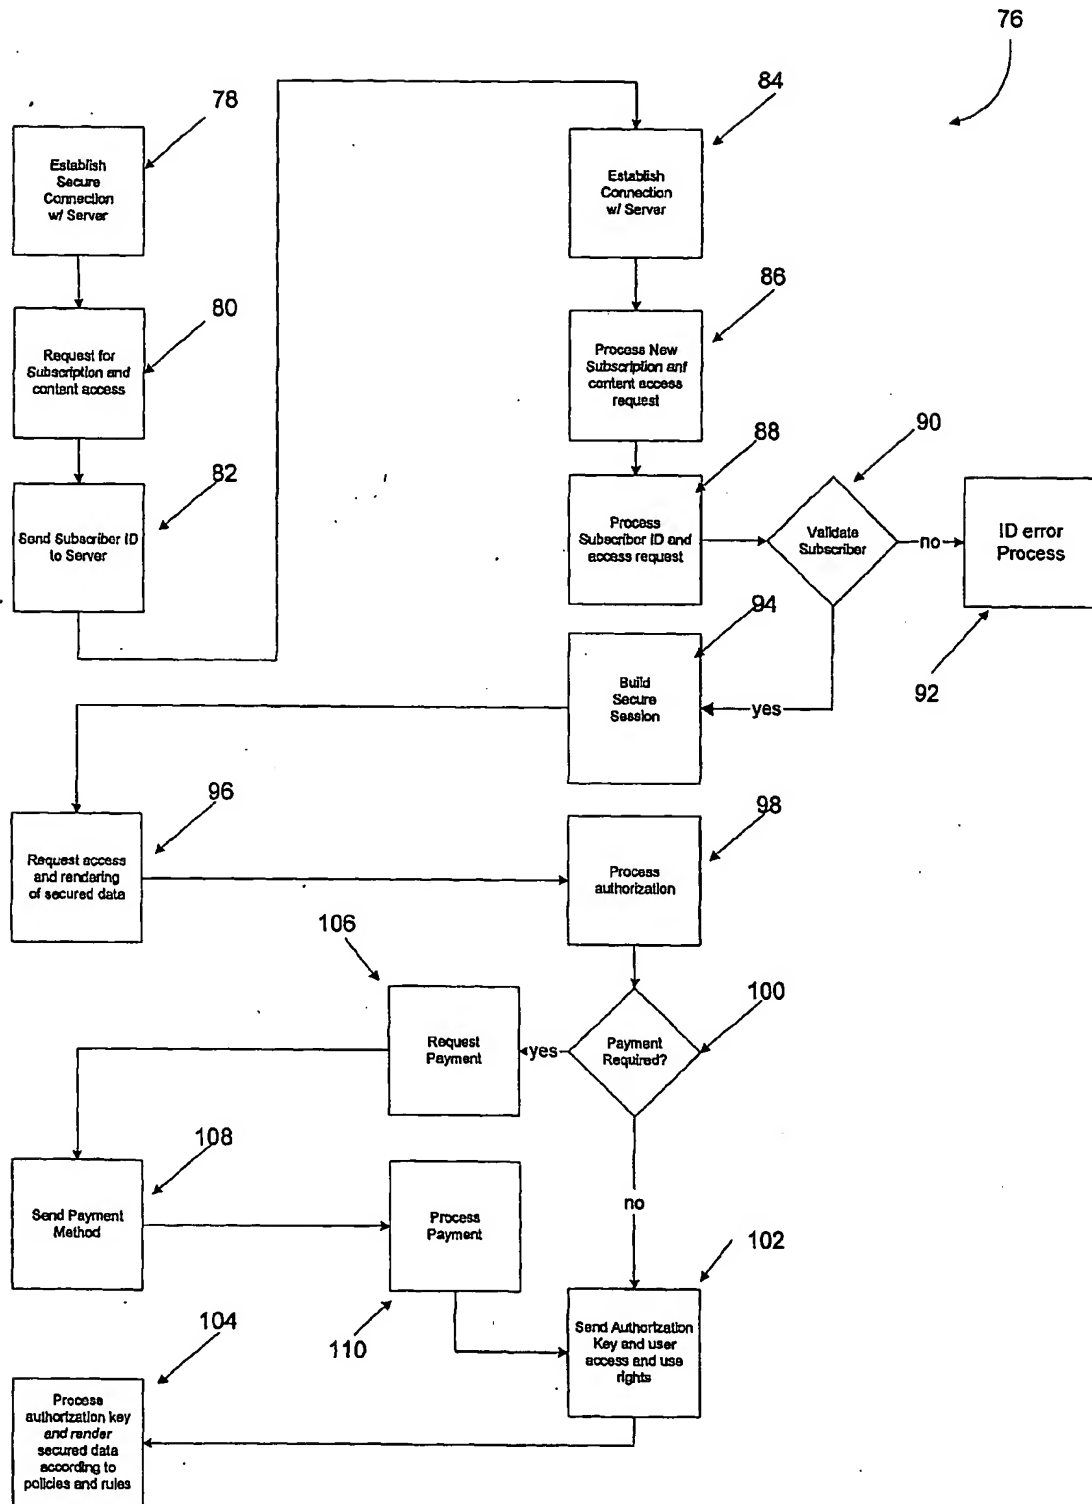 76
78
Establish
Secure
Connection
w/ Server
84
Establish
Connection
w/ Server
80
Request for
Subscription and
content access
86
Process New
Subscription anf
content access
request
82
Send Subscriber ID
to Server
88
Process
Subscriber ID and
access request
90
Validate
Subscriber
no
ID error
Process
92
94
Build
Secure
Session
yes
96
Request access
and rendering
of secured data
98
Process
authorization
106
Request
Payment
yes
100
Payment
Required?
108
Send Payment
Method
Process
Payment
110
no
102
Send Authorization
Key and user
access and use
rights
104
Process
authorization key
and render
secured data
according to
policies and rules